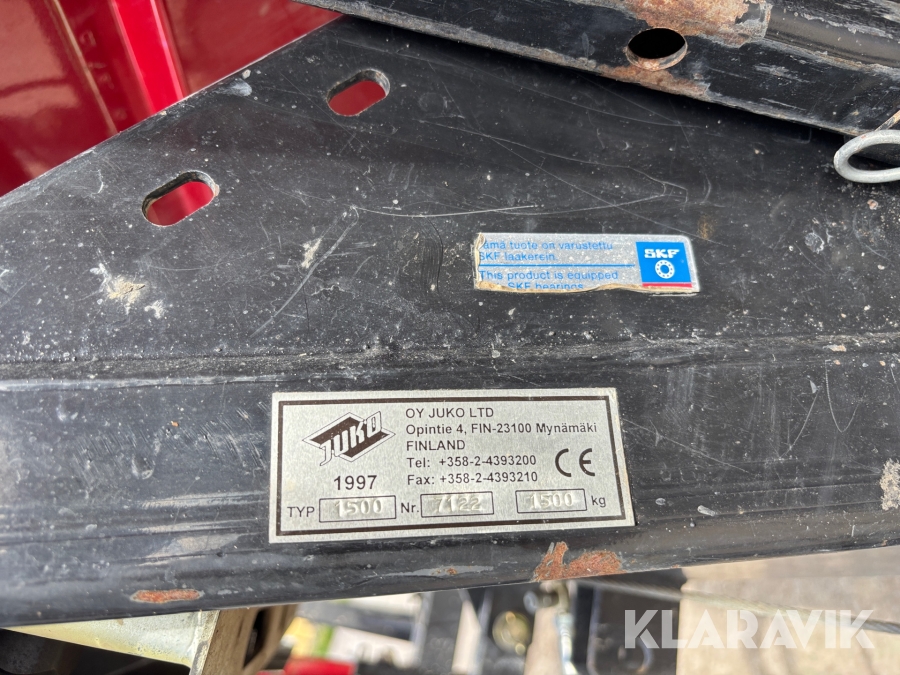 ämä tuote on varustettu
SKF laakerein.
This product is equipped
SKF bearings.
SKF
JUKO
1997
OY JUKO LTD
Opintie 4, FIN-23100 Mynämäki
FINLAND
Tel: +358-2-4393200
Fax: +358-2-4393210
CE
TYP 1500 Nr. 7122 1500 kg
KLARAVIK